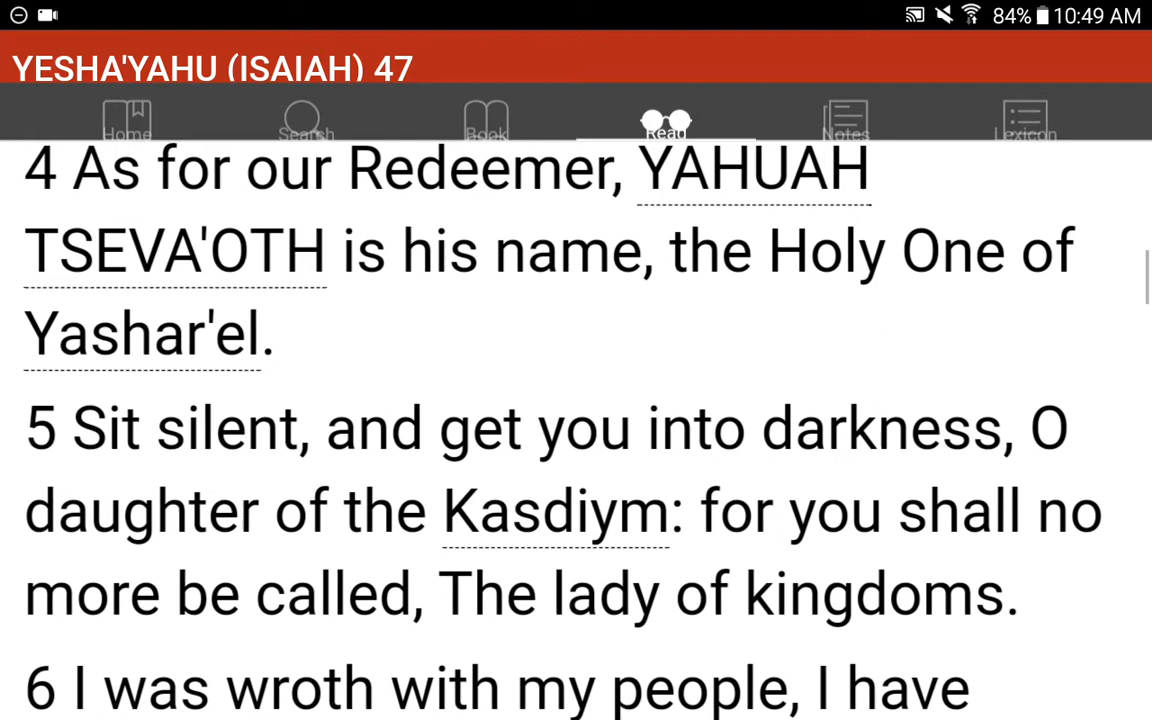 84% 10:49 AM
YESHA'YAHU (ISAIAH) 47
Home Search Book Read Notes Lexicon
4 As for our Redeemer, YAHUAH
TSEVA'OTH is his name, the Holy One of
Yashar'el.
5 Sit silent, and get you into darkness, O
daughter of the Kasdiym: for you shall no
more be called, The lady of kingdoms.
6 I was wroth with my people, I have